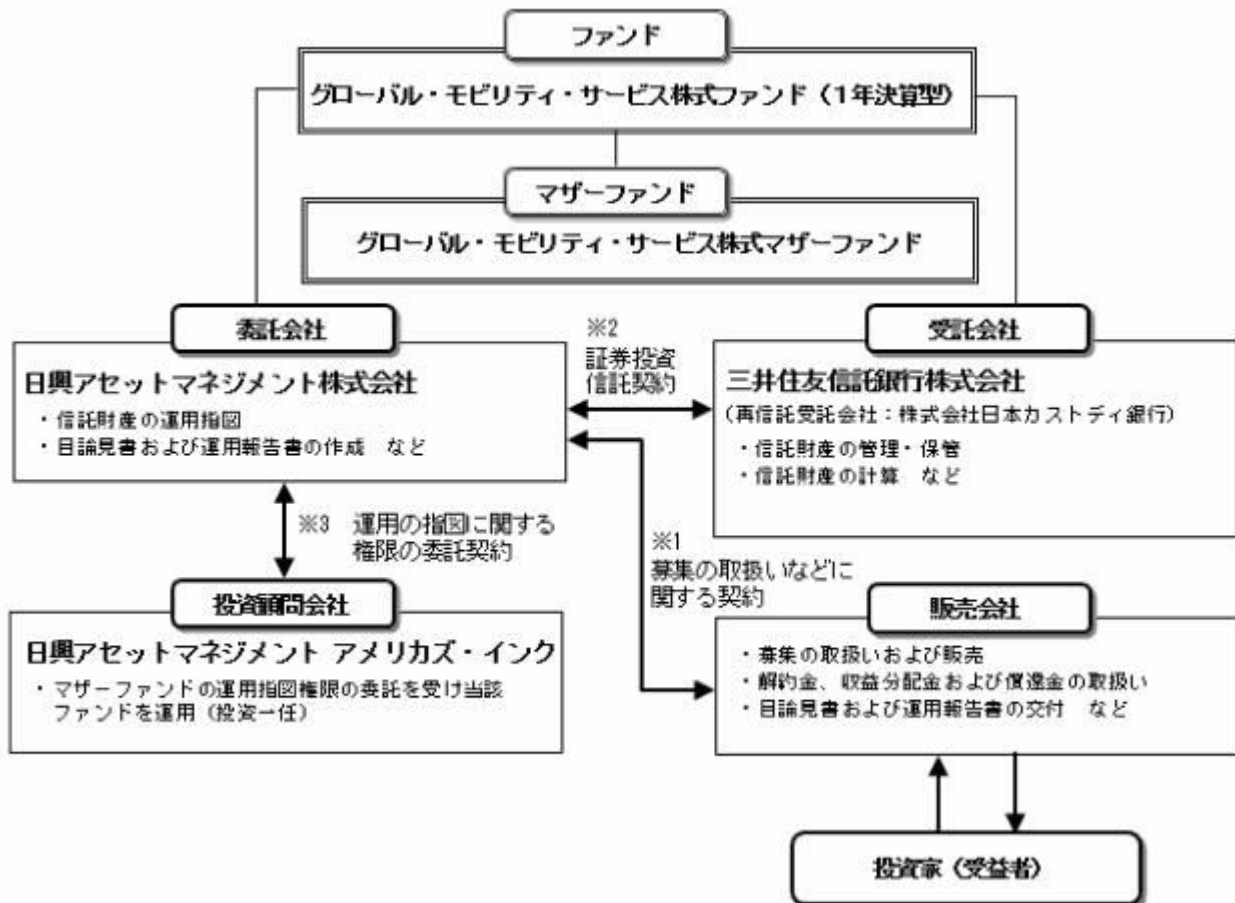 ファンド
グローバル・モビリティ・サービス株式ファンド（1年決算型）
マザーファンド
グローバル・モビリティ・サービス株式マザーファンド
委託会社
日興アセットマネジメント株式会社
・信託財産の運用指図
・目論見書および運用報告書の作成　など
※2
証券投資
信託契約
受託会社
三井住友信託銀行株式会社
（再信託受託会社：株式会社日本カストディ銀行）
・信託財産の管理・保管
・信託財産の計算　など
※3　運用の指図に関する
権限の委託契約
※1
募集の取扱いなどに
関する契約
投資顧問会社
日興アセットマネジメント アメリカズ・インク
・マザーファンドの運用指図権限の委託を受け当該
ファンドを運用（投資一任）
販売会社
・募集の取扱いおよび販売
・解約金、収益分配金および償還金の取扱い
・目論見書および運用報告書の交付　など
投資家（受益者）